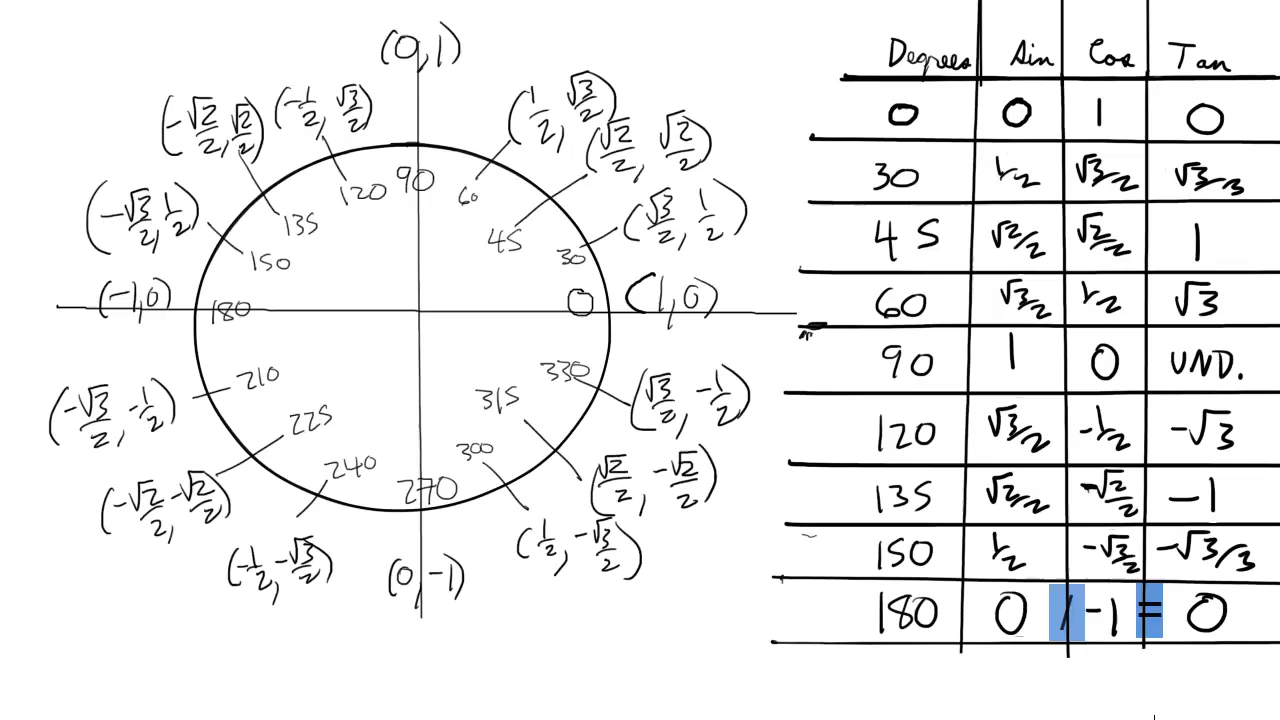 (0,1)
(-√2/2, √2/2) (-1/2, √3/2) (1/2, √3/2) (√2/2, √2/2)
(-√3/2, 1/2) (√3/2, 1/2)
120 90 60
135 45
150 30
(-1,0) 180 0 (1,0)
210 330
(-√3/2, -1/2) (√3/2, -1/2)
225 315
240 300
270
(-√2/2, -√2/2) (√2/2, -√2/2)
(-1/2, -√3/2) (0,-1) (1/2, -√3/2)
Degrees Sin Cos Tan
0 0 1 0
30 1/2 √3/2 √3/3
45 √2/2 √2/2 1
60 √3/2 1/2 √3
90 1 0 UND.
120 √3/2 -1/2 -√3
135 √2/2 -√2/2 -1
150 1/2 -√3/2 -√3/3
180 0 / -1 = 0